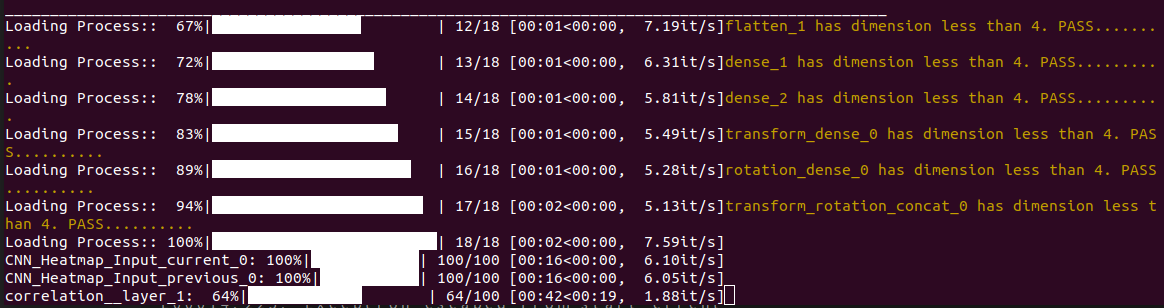 Loading Process::  67%|          | 12/18 [00:01<00:00,  7.19it/s]flatten_1 has dimension less than 4. PASS.......
...
Loading Process::  72%|          | 13/18 [00:01<00:00,  6.31it/s]dense_1 has dimension less than 4. PASS.........
.
Loading Process::  78%|          | 14/18 [00:01<00:00,  5.81it/s]dense_2 has dimension less than 4. PASS.........
.
Loading Process::  83%|          | 15/18 [00:01<00:00,  5.49it/s]transform_dense_0 has dimension less than 4. PAS
S..........
Loading Process::  89%|          | 16/18 [00:01<00:00,  5.28it/s]rotation_dense_0 has dimension less than 4. PASS
..........
Loading Process::  94%|          | 17/18 [00:02<00:00,  5.13it/s]transform_rotation_concat_0 has dimension less t
han 4. PASS..........
Loading Process:: 100%|          | 18/18 [00:02<00:00,  7.59it/s]
CNN_Heatmap_Input_current_0: 100%|          | 100/100 [00:16<00:00,  6.10it/s]
CNN_Heatmap_Input_previous_0: 100%|          | 100/100 [00:16<00:00,  6.05it/s]
correlation__layer_1:  64%|          | 64/100 [00:42<00:19,  1.88it/s]